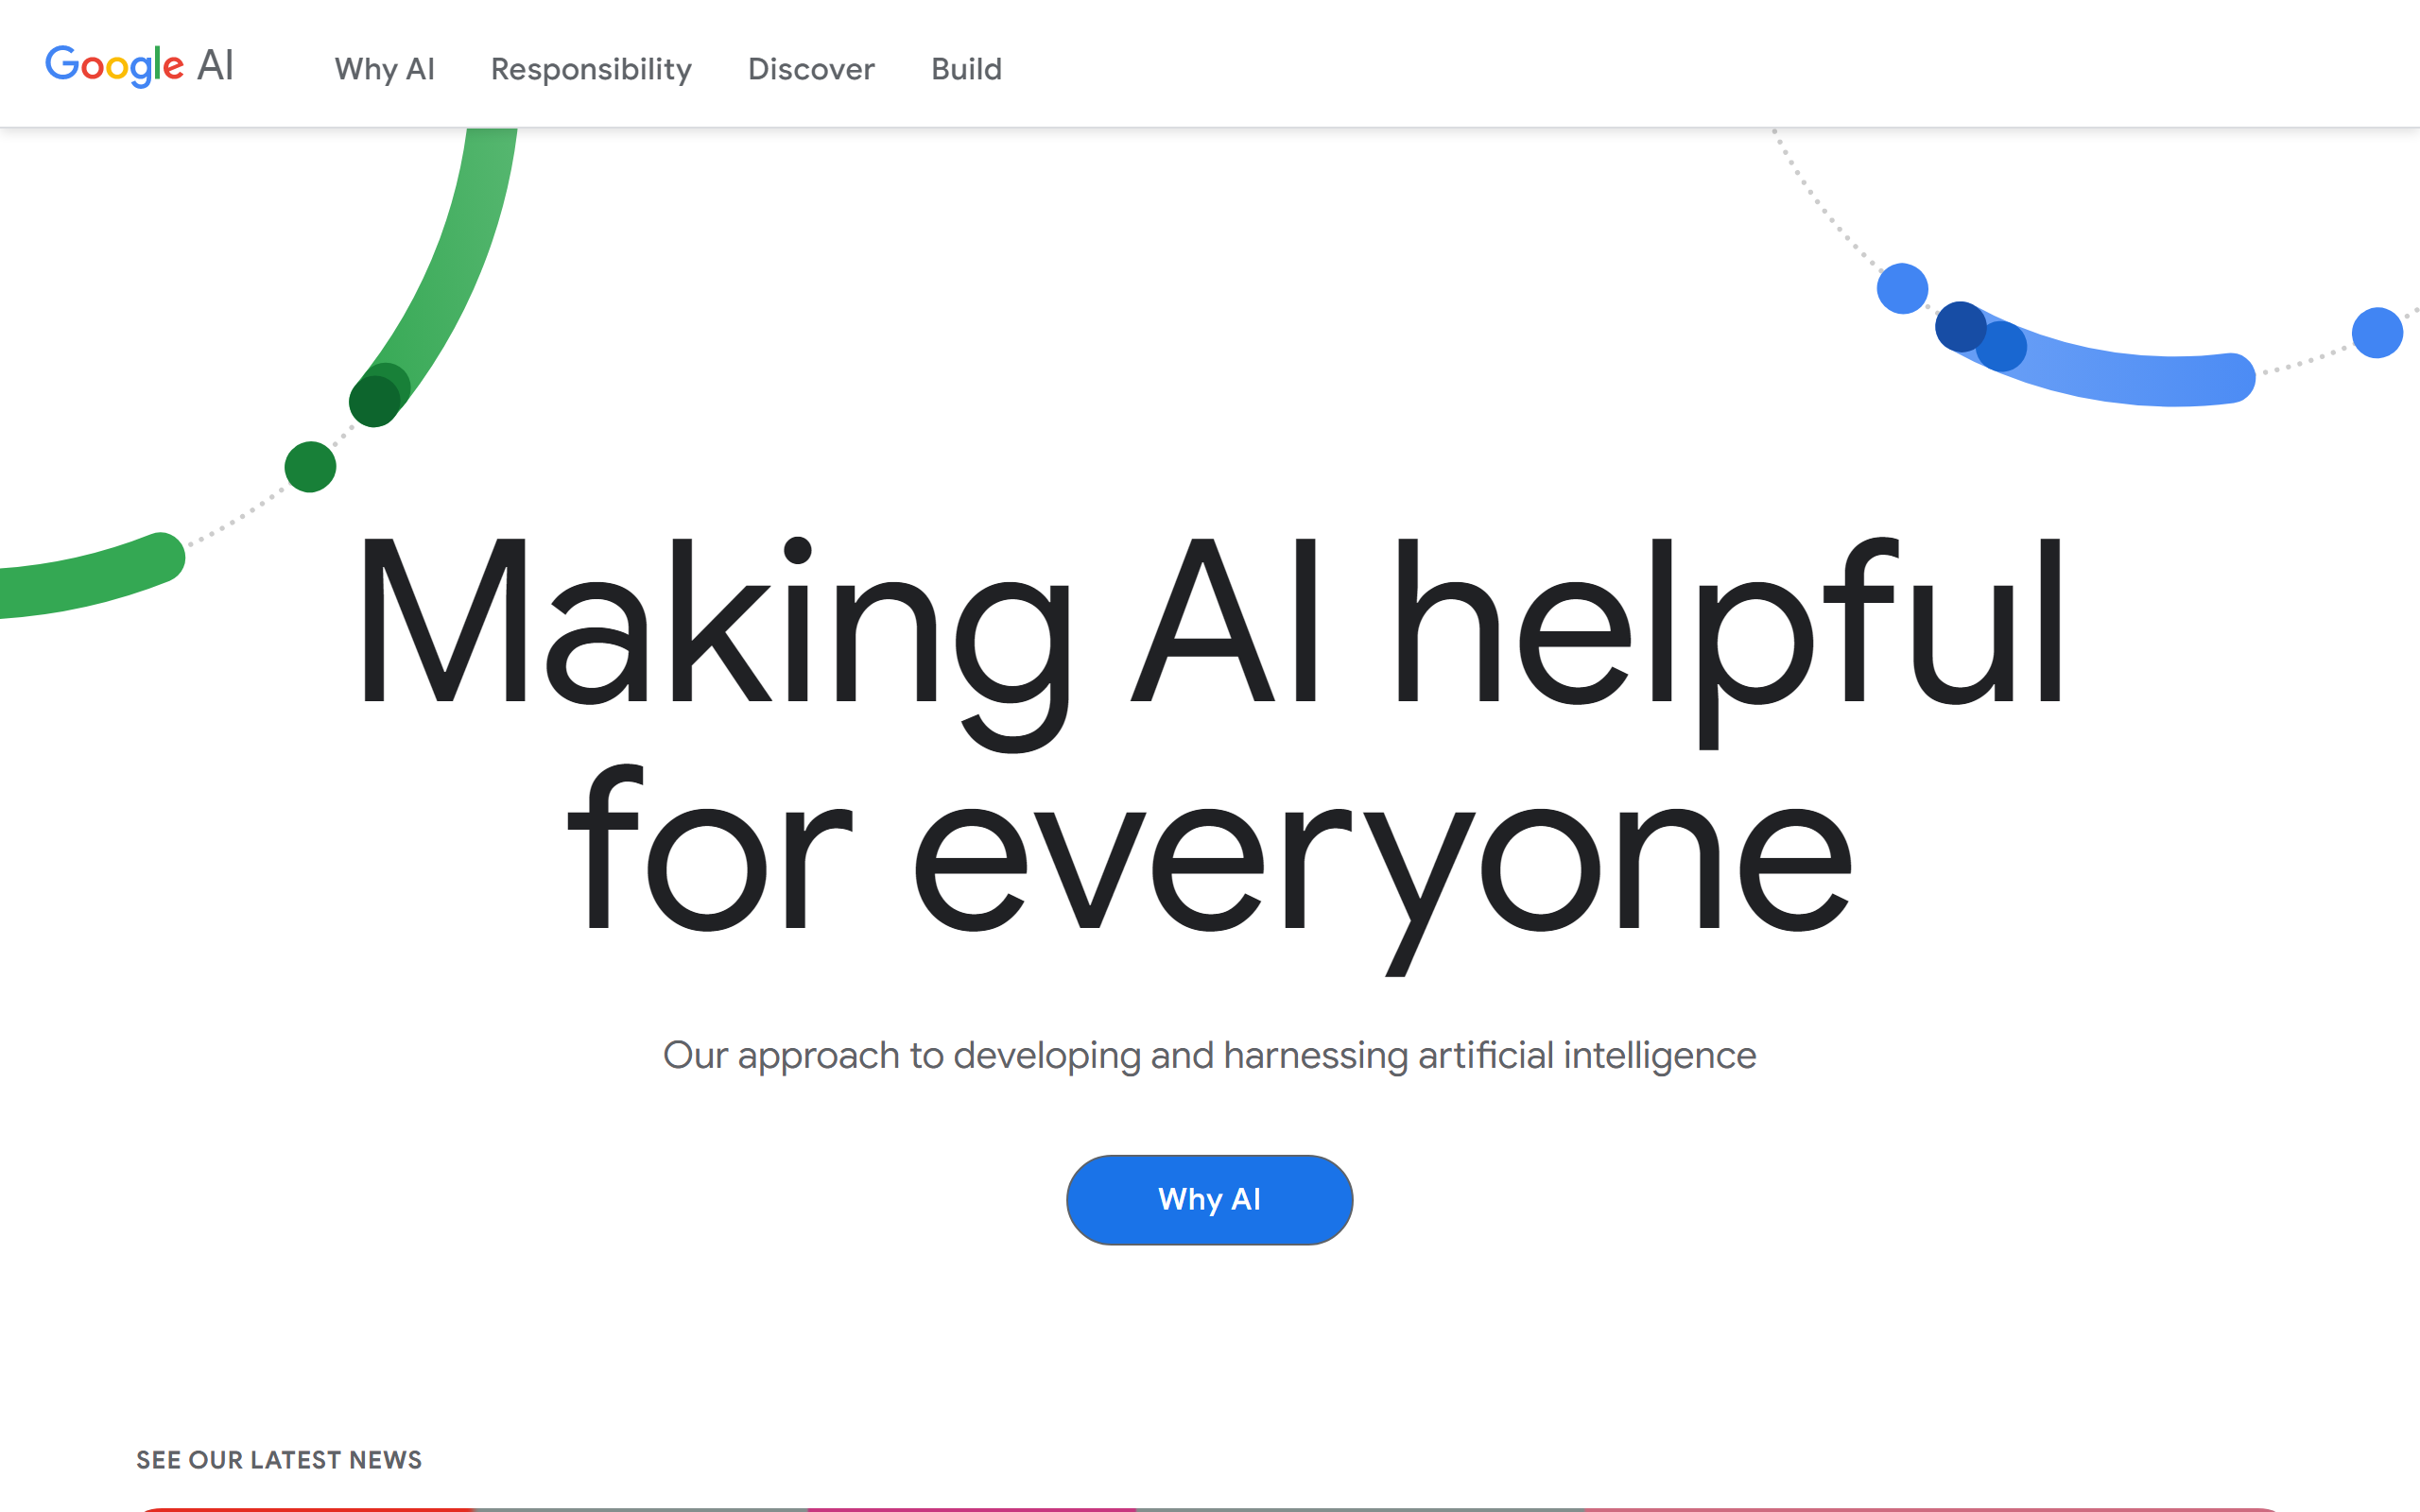 Google AI Why AI Responsibility Discover Build
Making AI helpful
for everyone
Our approach to developing and harnessing artificial intelligence
Why AI
SEE OUR LATEST NEWS